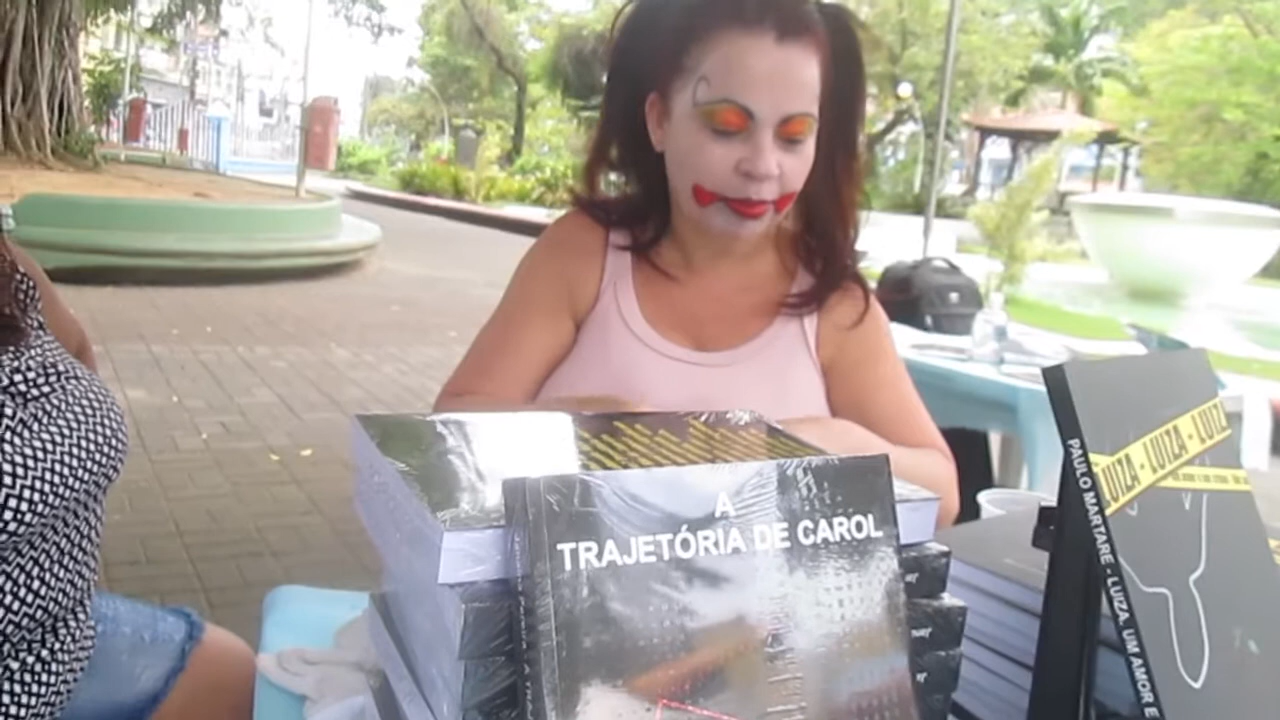 A
TRAJETÓRIA DE CAROL
LUIZA - LUIZA - LUIZA
PAULO MARTARE - LUIZA. UM AMOR E